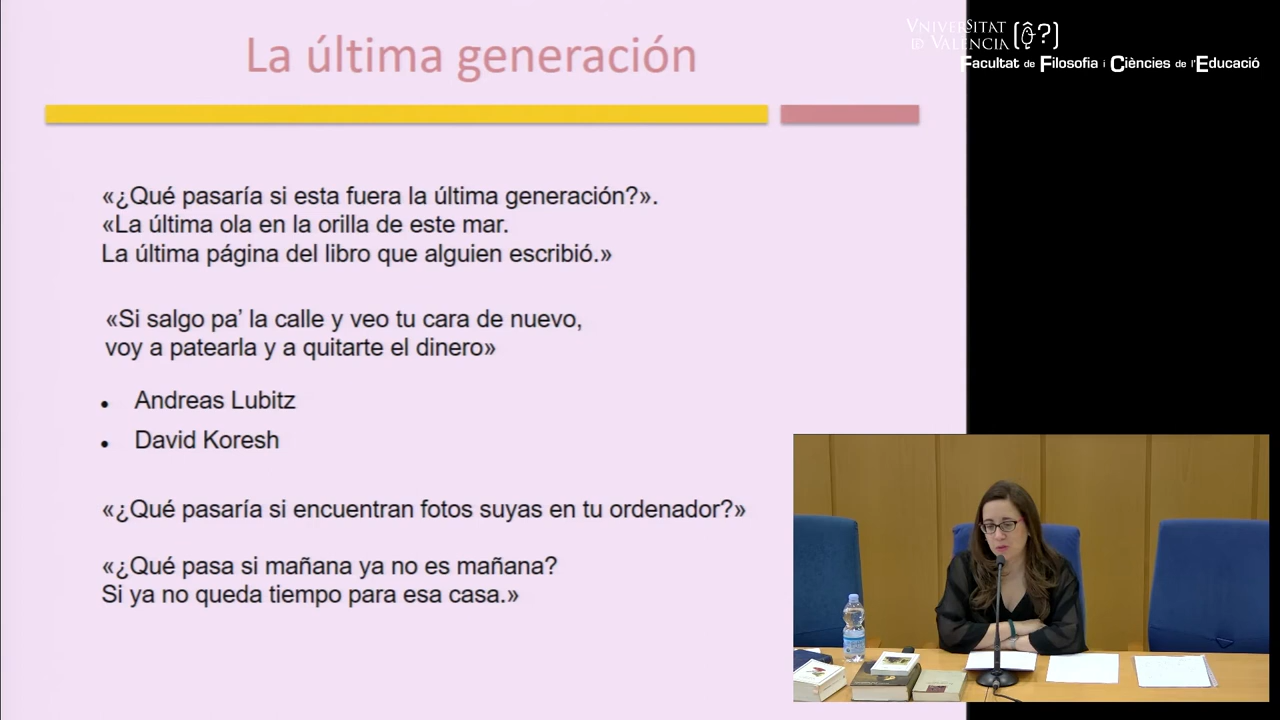 La última generación
VNIVERSITAT
ID VALÈNCIA
Facultat de Filosofia i Ciències de l'Educació
«¿Qué pasaría si esta fuera la última generación?».
«La última ola en la orilla de este mar.
La última página del libro que alguien escribió.»
«Si salgo pa’ la calle y veo tu cara de nuevo,
voy a patearla y a quitarte el dinero»
• Andreas Lubitz
• David Koresh
«¿Qué pasaría si encuentran fotos suyas en tu ordenador?»
«¿Qué pasa si mañana ya no es mañana?
Si ya no queda tiempo para esa casa.»